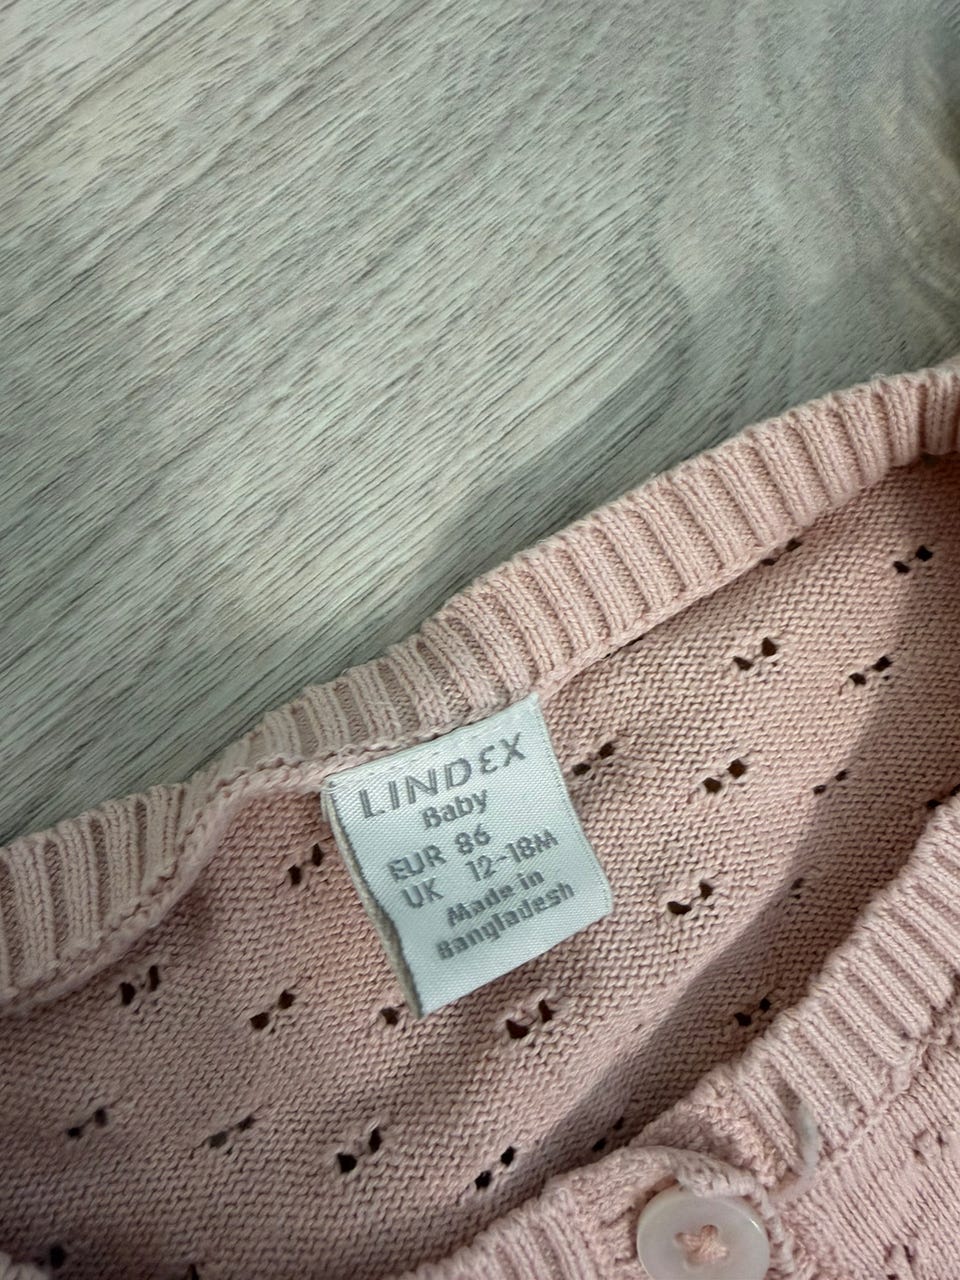 LINDEX
Baby
EUR 86
UK 12-18M
Made in
Bangladesh